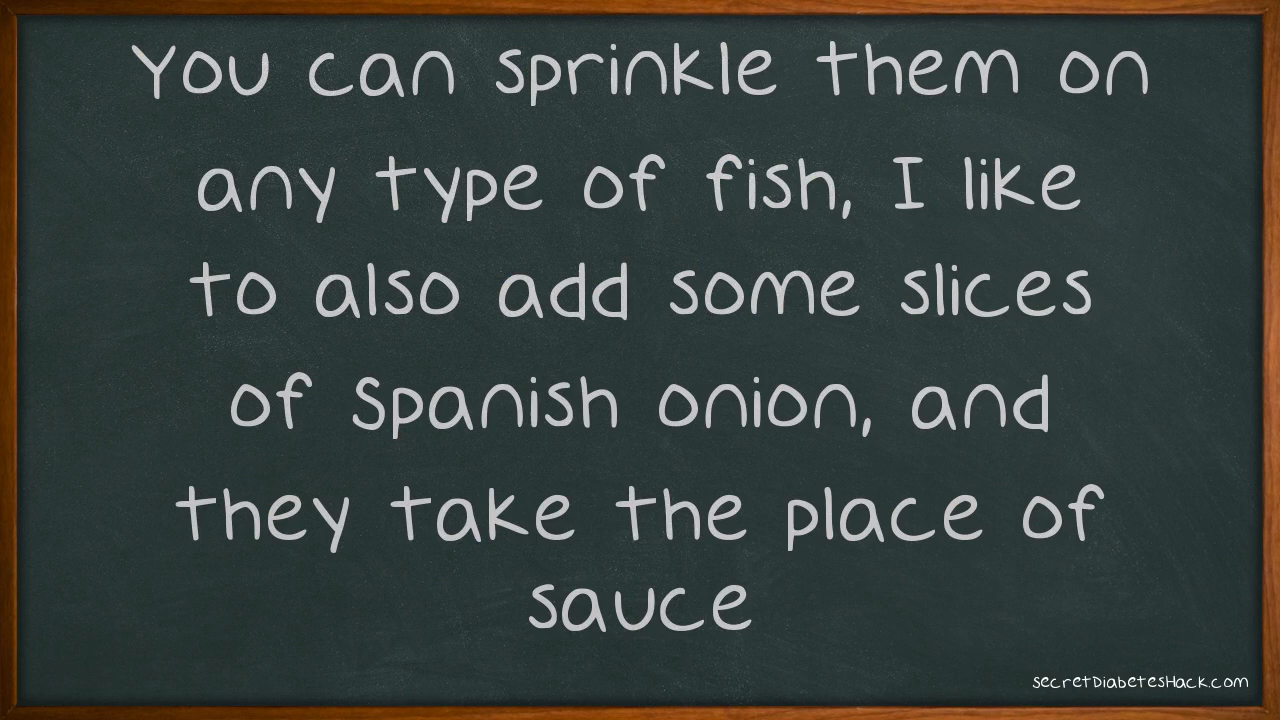 You can sprinkle them on
any type of fish, I like
to also add some slices
of Spanish onion, and
they take the place of
sauce
secretDiabetesHack.com